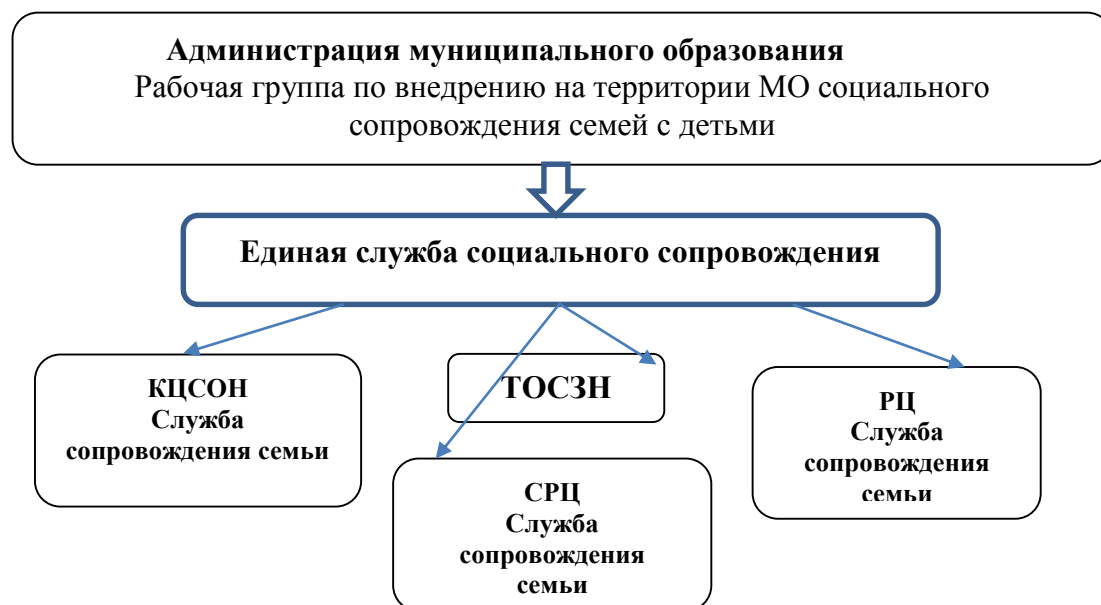 Администрация муниципального образования
Рабочая группа по внедрению на территории МО социального
сопровождения семей с детьми
Единая служба социального сопровождения
КЦСОН
Служба
сопровождения семьи
ТОСЗН
РЦ
Служба
сопровождения
семьи
СРЦ
Служба
сопровождения
семьи